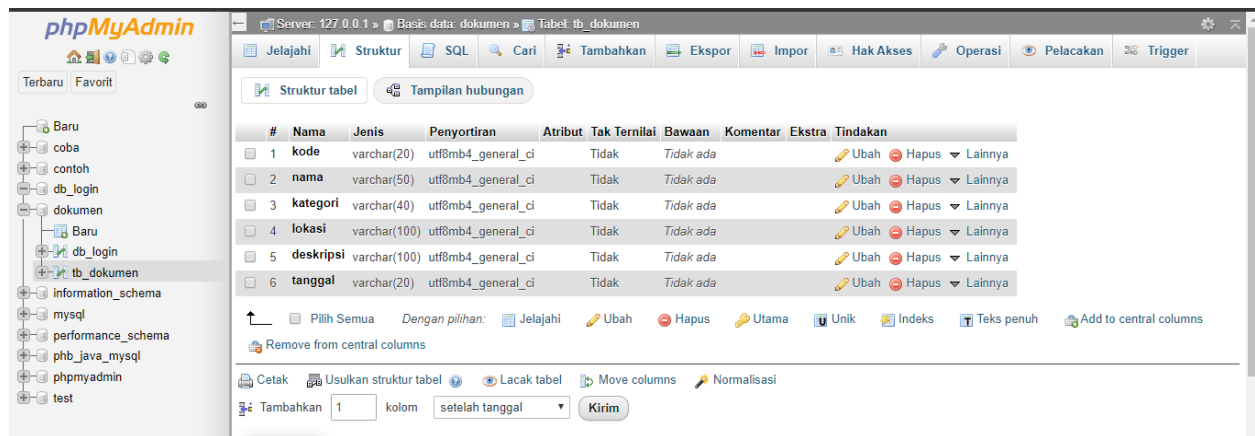 phpMyAdmin
Terbaru Favorit
Baru
coba
contoh
db_login
dokumen
Baru
db_login
tb_dokumen
information_schema
mysql
performance_schema
phb_java_mysql
phpmyadmin
test
Server: 127.0.0.1 » Basis data: dokumen » Tabel: tb_dokumen
Jelajahi Struktur SQL Cari Tambahkan Ekspor Impor Hak Akses Operasi Pelacakan Trigger
Struktur tabel Tampilan hubungan
# Nama Jenis Penyortiran Atribut Tak Ternilai Bawaan Komentar Ekstra Tindakan
1 kode varchar(20) utf8mb4_general_ci Tidak Tidak ada Ubah Hapus Lainnya
2 nama varchar(50) utf8mb4_general_ci Tidak Tidak ada Ubah Hapus Lainnya
3 kategori varchar(40) utf8mb4_general_ci Tidak Tidak ada Ubah Hapus Lainnya
4 lokasi varchar(100) utf8mb4_general_ci Tidak Tidak ada Ubah Hapus Lainnya
5 deskripsi varchar(100) utf8mb4_general_ci Tidak Tidak ada Ubah Hapus Lainnya
6 tanggal varchar(20) utf8mb4_general_ci Tidak Tidak ada Ubah Hapus Lainnya
Pilih Semua Dengan pilihan: Jelajahi Ubah Hapus Utama Unik Indeks Teks penuh Add to central columns
Remove from central columns
Cetak Usulkan struktur tabel Lacak tabel Move columns Normalisasi
Tambahkan 1 kolom setelah tanggal Kirim